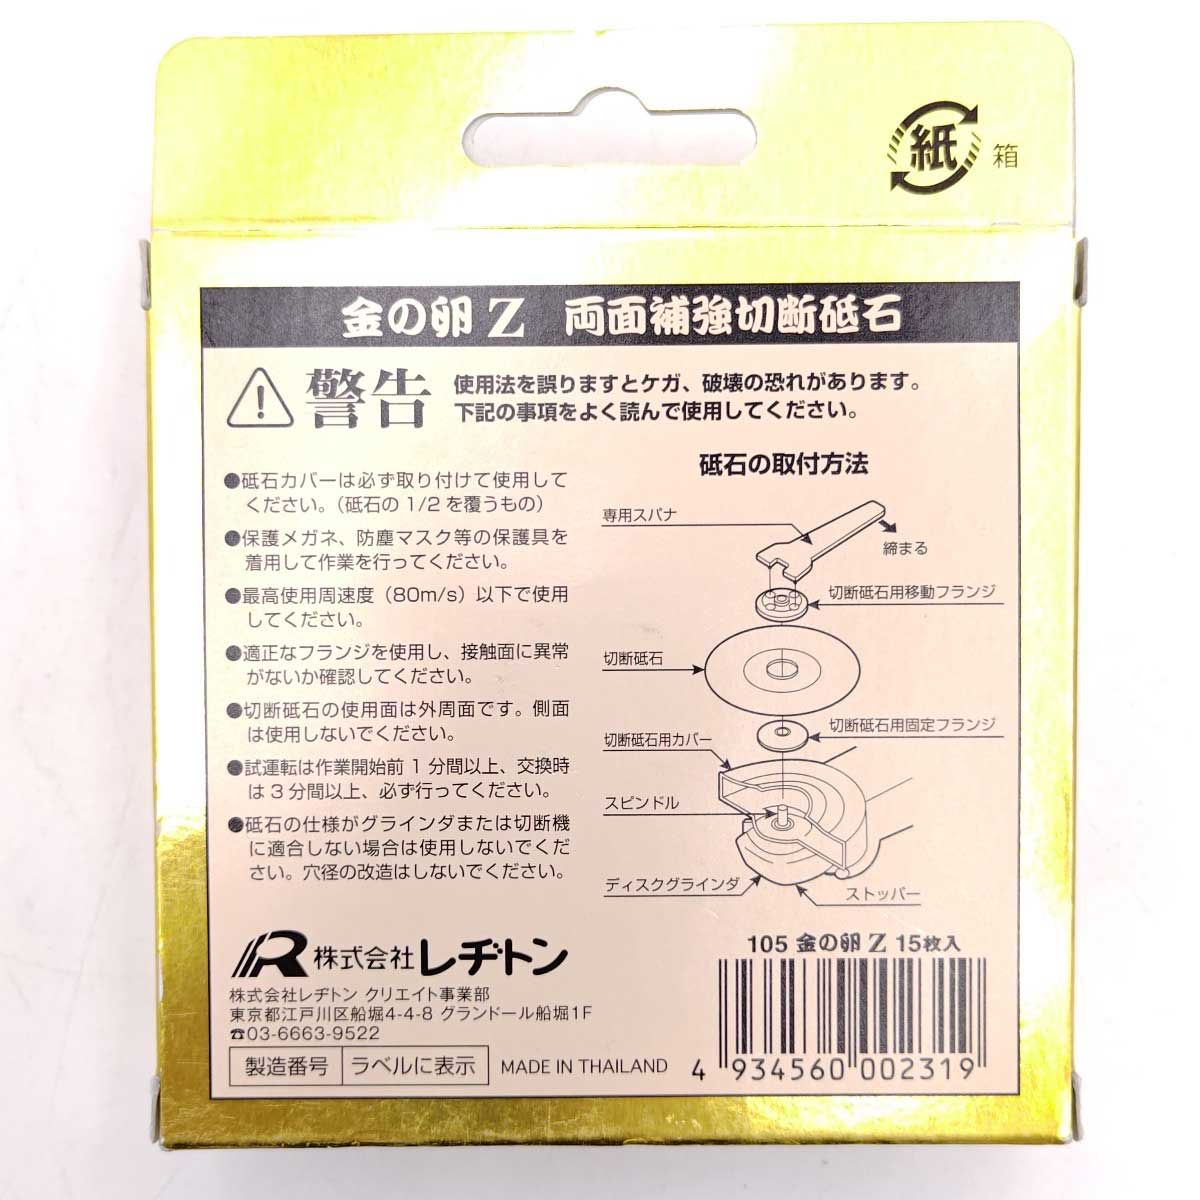 紙 箱
金の卵 Z 両面補強切断砥石
警告
使用法を誤りますとケガ、破壊の恐れがあります。
下記の事項をよく読んで使用してください。
●砥石カバーは必ず取り付けて使用して
ください。（砥石の1/2を覆うもの）
●保護メガネ、防塵マスク等の保護具を
着用して作業を行ってください。
●最高使用周速度（80m/s）以下で使用
してください。
●適正なフランジを使用し、接触面に異常
がないか確認してください。
●切断砥石の使用面は外周面です。側面
は使用しないでください。
●試運転は作業開始前1分間以上、交換時
は3分間以上、必ず行ってください。
●砥石の仕様がグラインダまたは切断機
に適合しない場合は使用しないでくだ
さい。穴径の改造はしないでください。
砥石の取付方法
専用スパナ
締まる
切断砥石用移動フランジ
切断砥石
切断砥石用固定フランジ
切断砥石用カバー
スピンドル
ディスクグラインダ
ストッパー
株式会社レヂトン
株式会社レヂトン クリエイト事業部
東京都江戸川区船堀4-4-8 グランドール船堀1F
☎03-6663-9522
製造番号 ラベルに表示 MADE IN THAILAND
105 金の卵 Z 15枚入
4 934560 002319